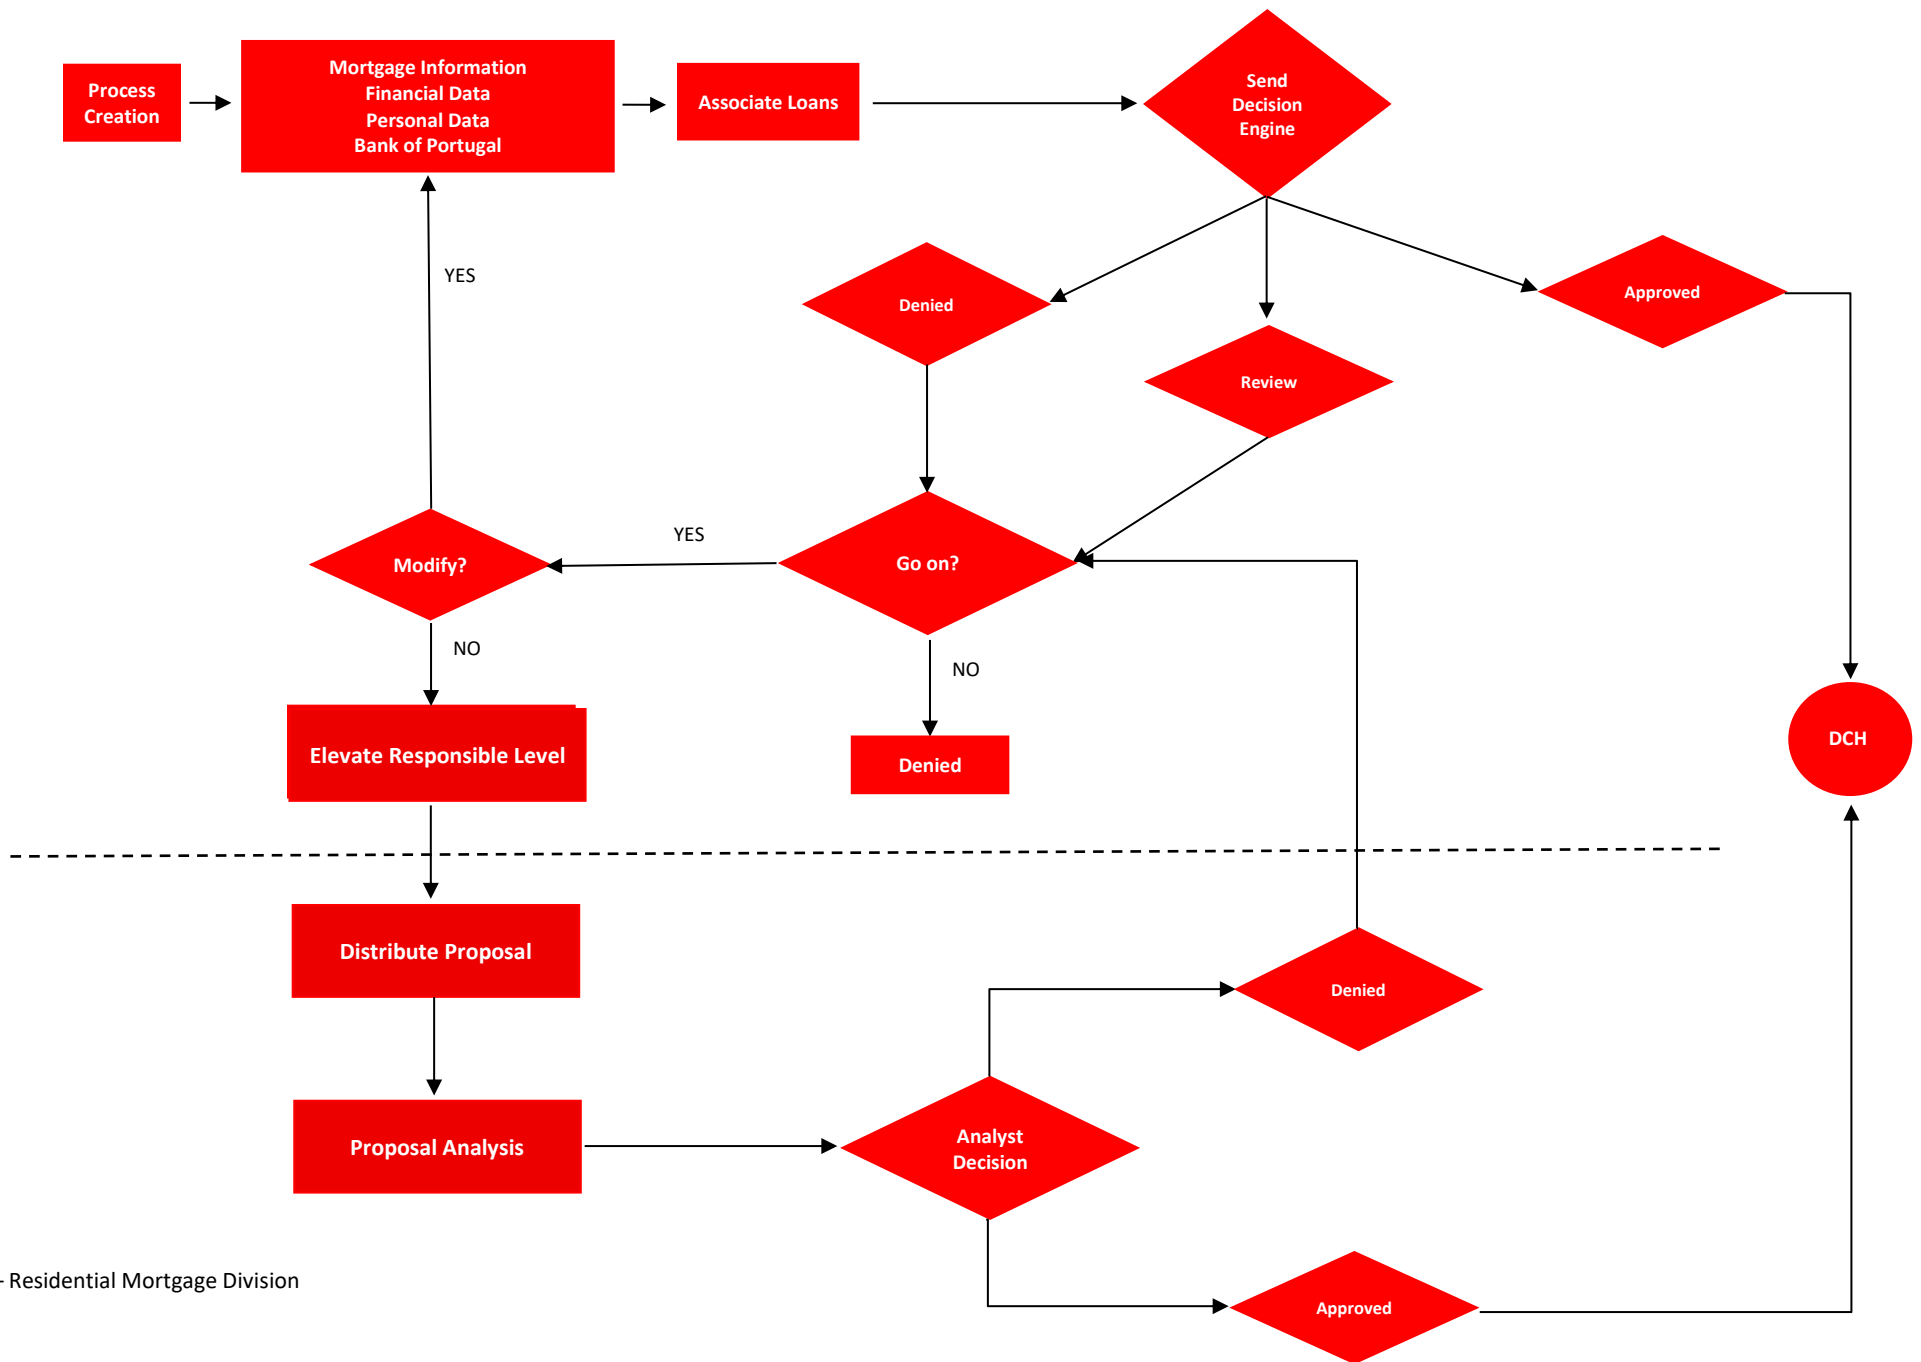 Process
Creation
Mortgage Information
Financial Data
Personal Data
Bank of Portugal
Associate Loans
Send
Decision
Engine
YES
Denied
Approved
Review
YES
Modify?
Go on?
NO
NO
Elevate Responsible Level
Denied
DCH
Distribute Proposal
Denied
Proposal Analysis
Analyst
Decision
- Residential Mortgage Division
Approved